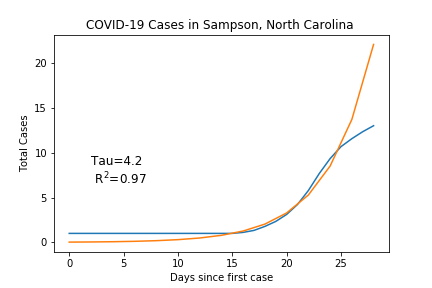 COVID-19 Cases in Sampson, North Carolina
20
15
10
5
0
Total Cases
Tau=4.2
R²=0.97
0 5 10 15 20 25
Days since first case